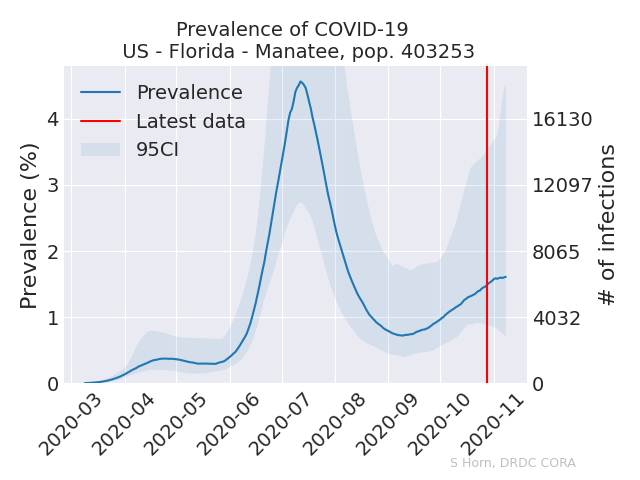 Prevalence of COVID-19
US - Florida - Manatee, pop. 403253
Prevalence
Latest data
95CI
Prevalence (%)
4
3
2
1
0
16130
12097
8065
4032
0
# of infections
2020-03
2020-04
2020-05
2020-06
2020-07
2020-08
2020-09
2020-10
2020-11
S Horn, DRDC CORA